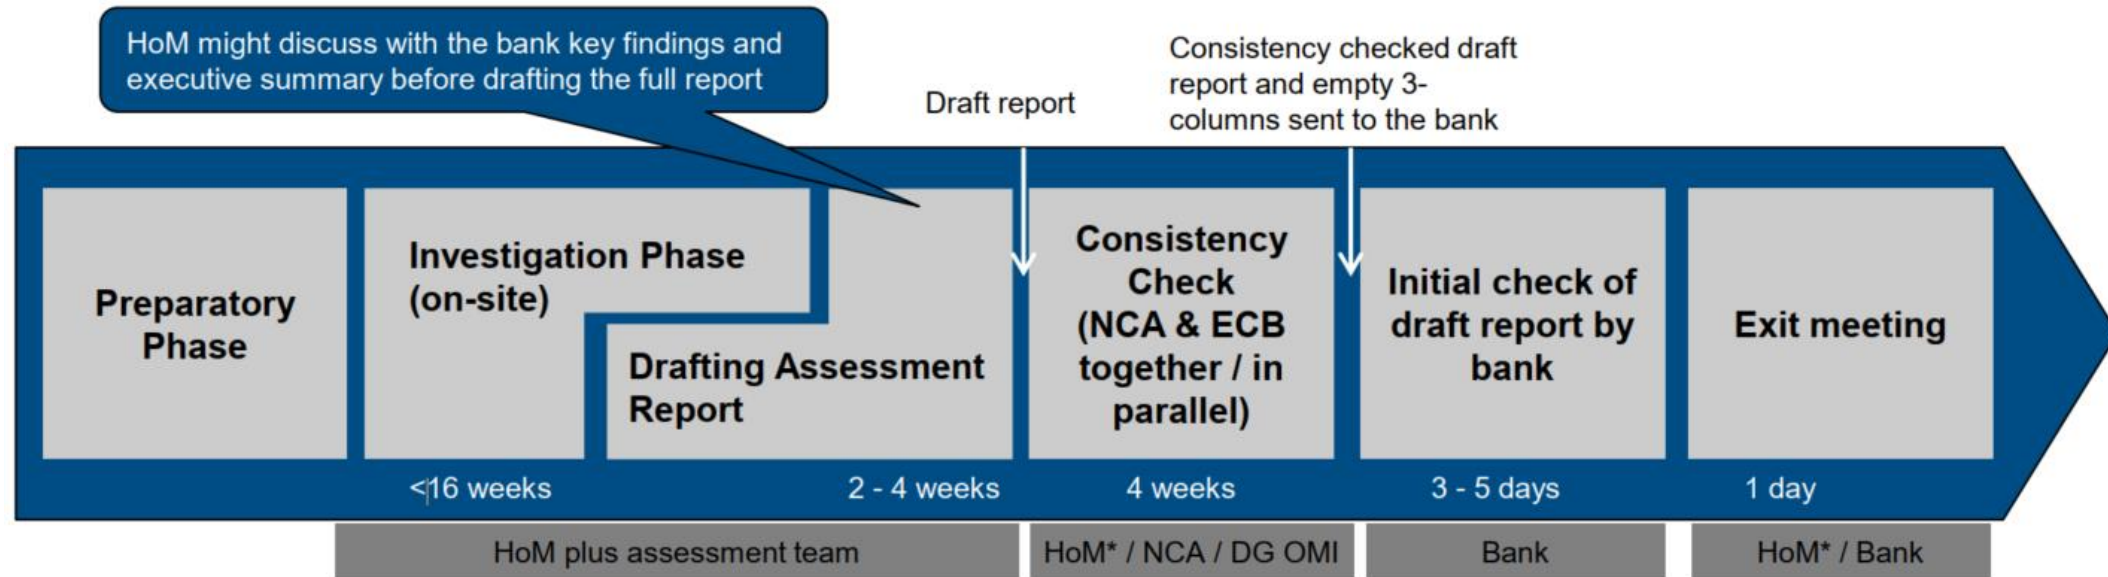 HoM might discuss with the bank key findings and
executive summary before drafting the full report
Draft report
Consistency checked draft
report and empty 3-
columns sent to the bank
Preparatory
Phase
Investigation Phase
(on-site)
Drafting Assessment
Report
Consistency
Check
(NCA & ECB
together / in
parallel)
Initial check of
draft report by
bank
Exit meeting
<16 weeks
2 - 4 weeks
4 weeks
3 - 5 days
1 day
HoM plus assessment team
HoM* / NCA / DG OMI
Bank
HoM* / Bank